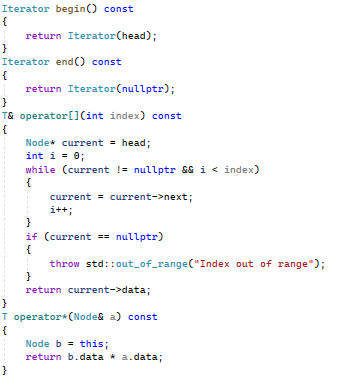 Iterator begin() const
{
    return Iterator(head);
}
Iterator end() const
{
    return Iterator(nullptr);
}
T& operator[](int index) const
{
    Node* current = head;
    int i = 0;
    while (current != nullptr && i < index)
    {
        current = current->next;
        i++;
    }
    if (current == nullptr)
    {
        throw std::out_of_range("Index out of range");
    }
    return current->data;
}
T operator*(Node& a) const
{
    Node b = this;
    return b.data * a.data;
}